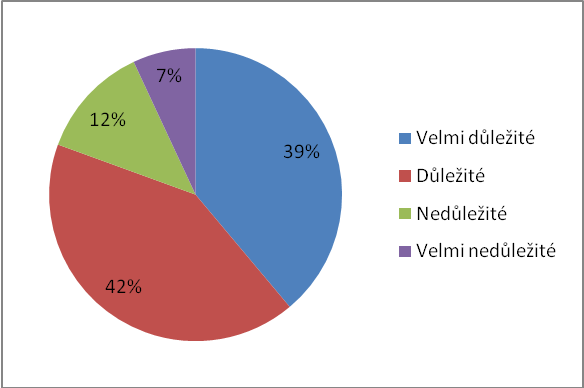 7%
12%
39%
42%
Velmi důležité
Důležité
Nedůležité
Velmi nedůležité